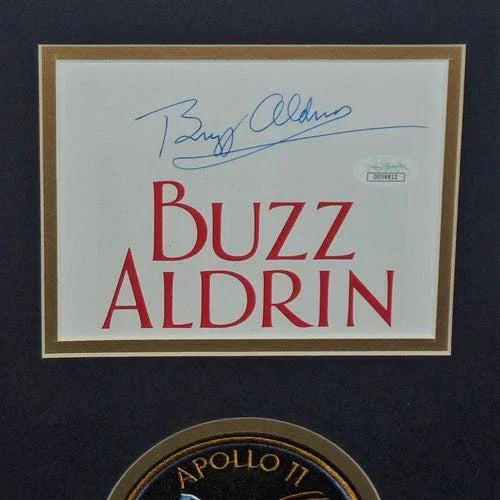 Buzz Aldrin
DD58812
BUZZ
ALDRIN
APOLLO 11